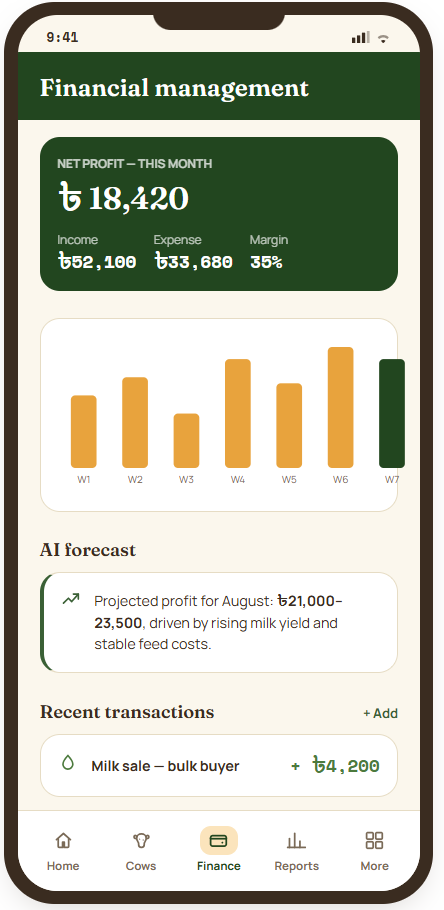 9:41
Financial management
NET PROFIT — THIS MONTH
৳ 18,420
Income Expense Margin
৳52,100 ৳33,680 35%
W1 W2 W3 W4 W5 W6 W7
AI forecast
Projected profit for August: ৳21,000–
23,500, driven by rising milk yield and
stable feed costs.
Recent transactions + Add
Milk sale — bulk buyer + ৳4,200
Home Cows Finance Reports More